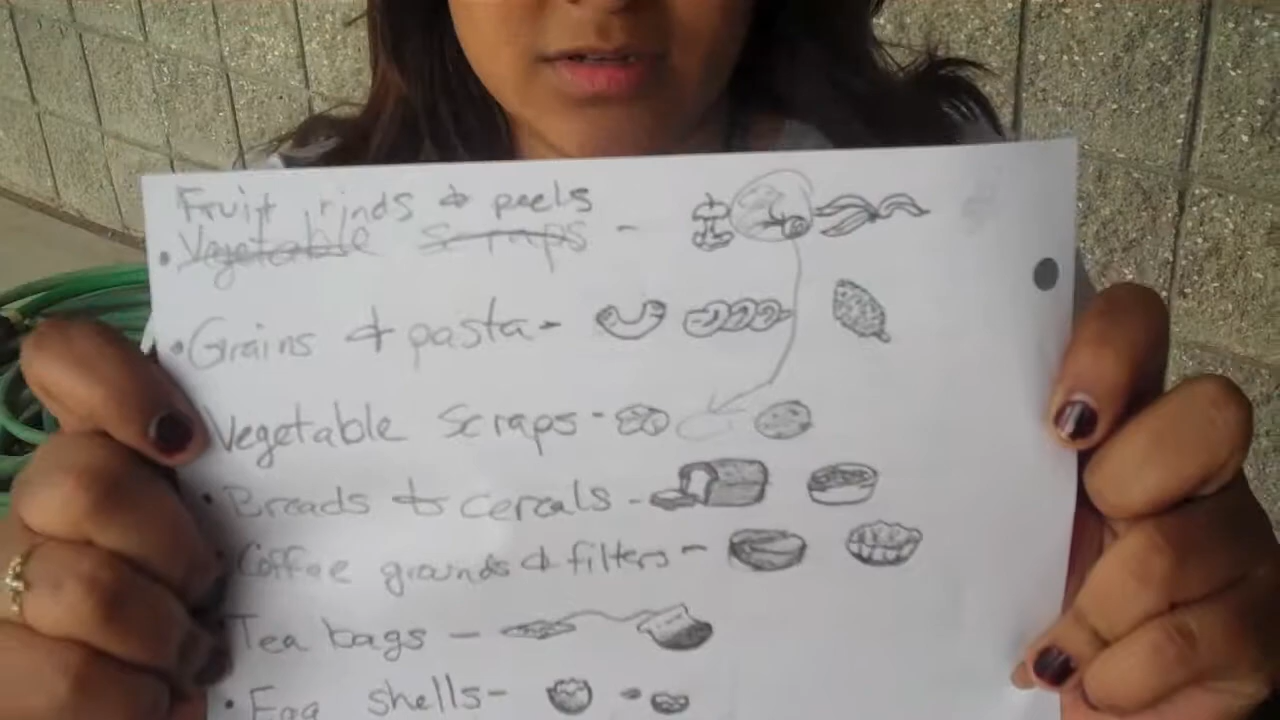 Fruit rinds & peels
• Vegetable Scraps -
• Grains & pasta -
Vegetable Scraps -
• Breads & cereals -
• Coffee grounds & filters -
Tea bags -
• Egg shells -